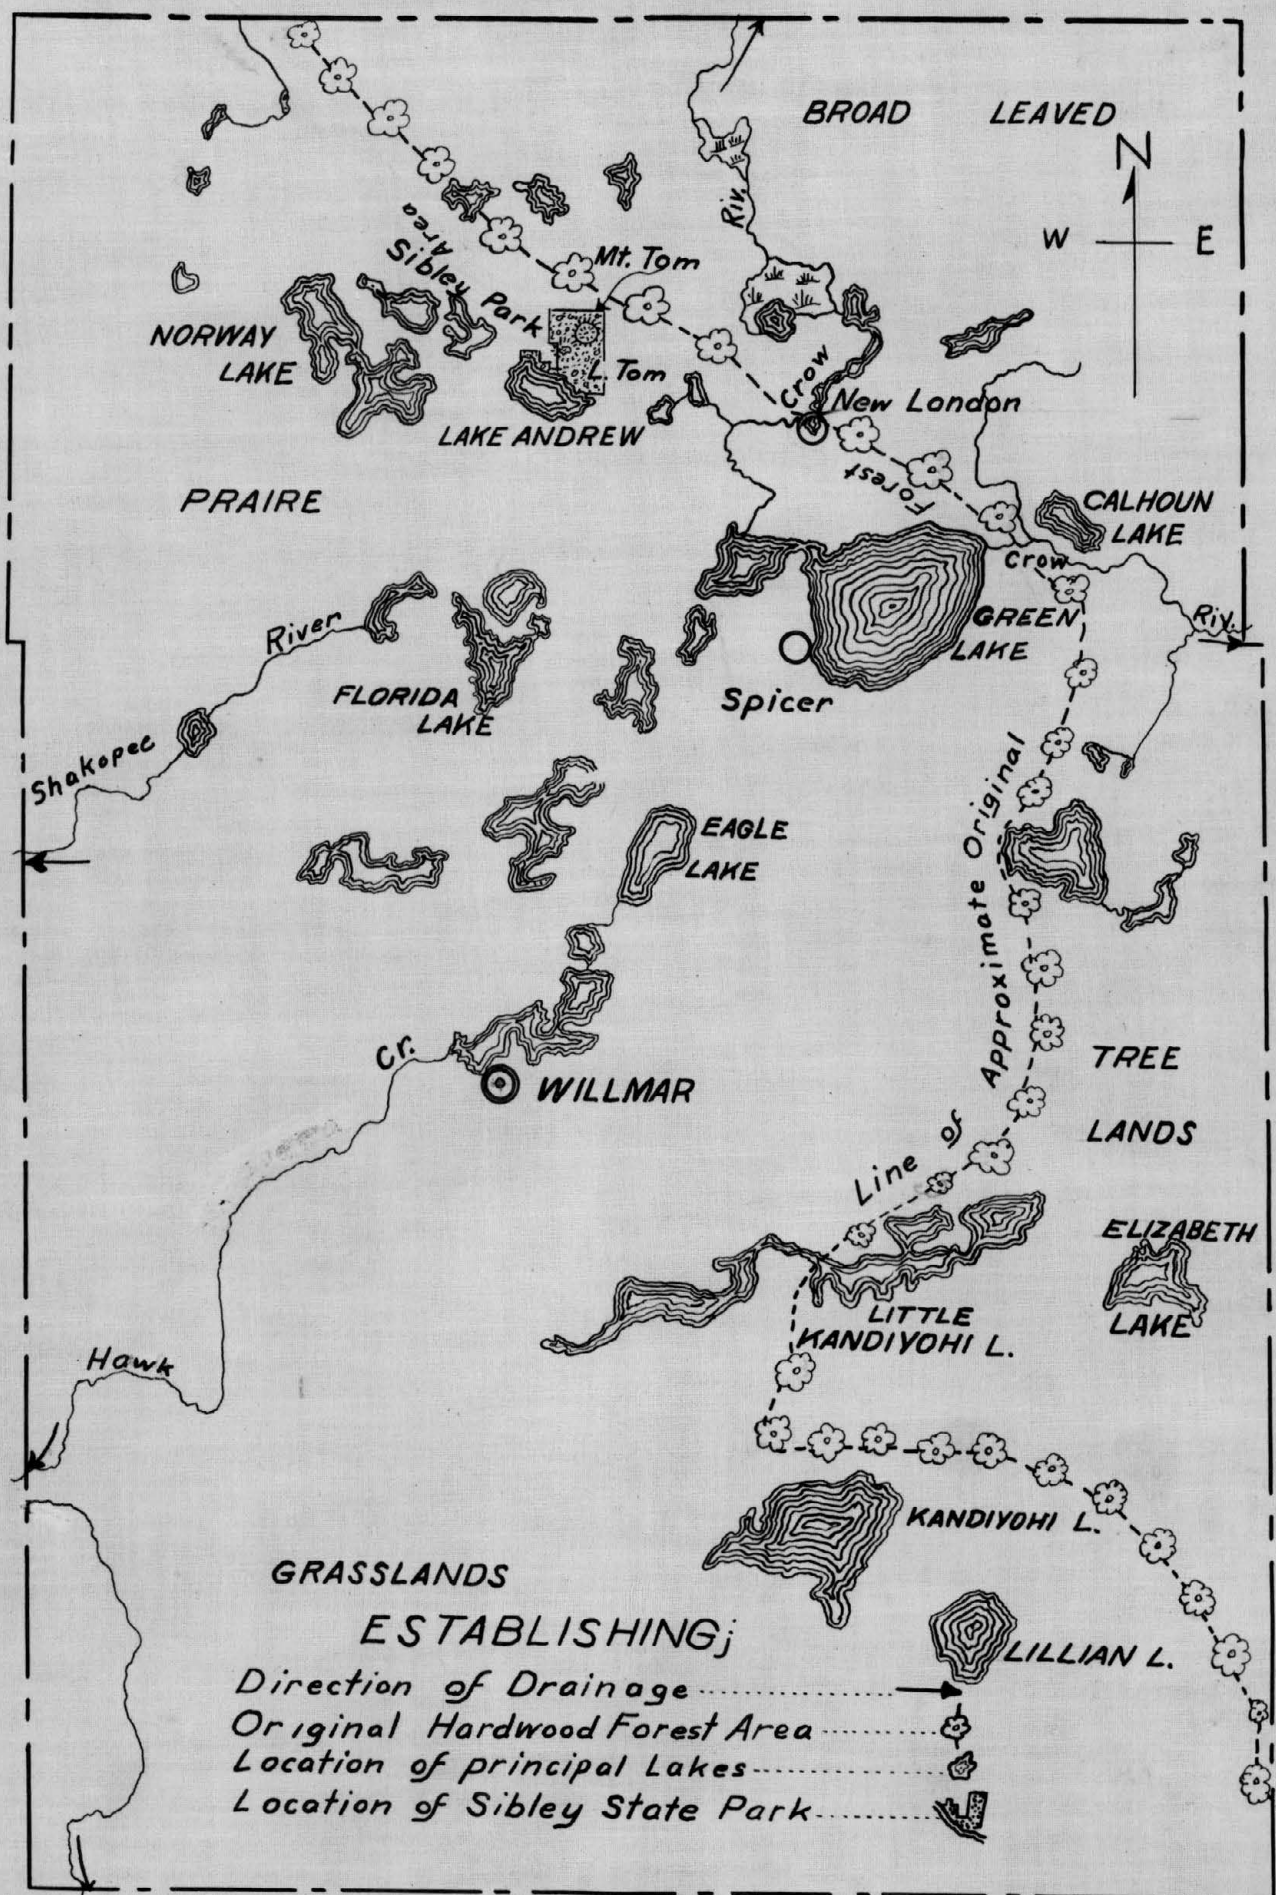 BROAD LEAVED
N
W E
Riv.
Sibley Park
Area
Mt. Tom
NORWAY
LAKE
L. Tom
Crow
New London
LAKE ANDREW
PRAIRE
Forest
CALHOUN
LAKE
Crow
Riv.
River
GREEN
LAKE
FLORIDA
LAKE
Spicer
Shakopec
EAGLE
LAKE
Line of Approximate Original
Cr.
WILLMAR
TREE
LANDS
ELIZABETH
LAKE
LITTLE
KANDIYOHI L.
Hawk
KANDIYOHI L.
GRASSLANDS
LILLIAN L.
ESTABLISHING;
Direction of Drainage
Original Hardwood Forest Area
Location of principal Lakes
Location of Sibley State Park